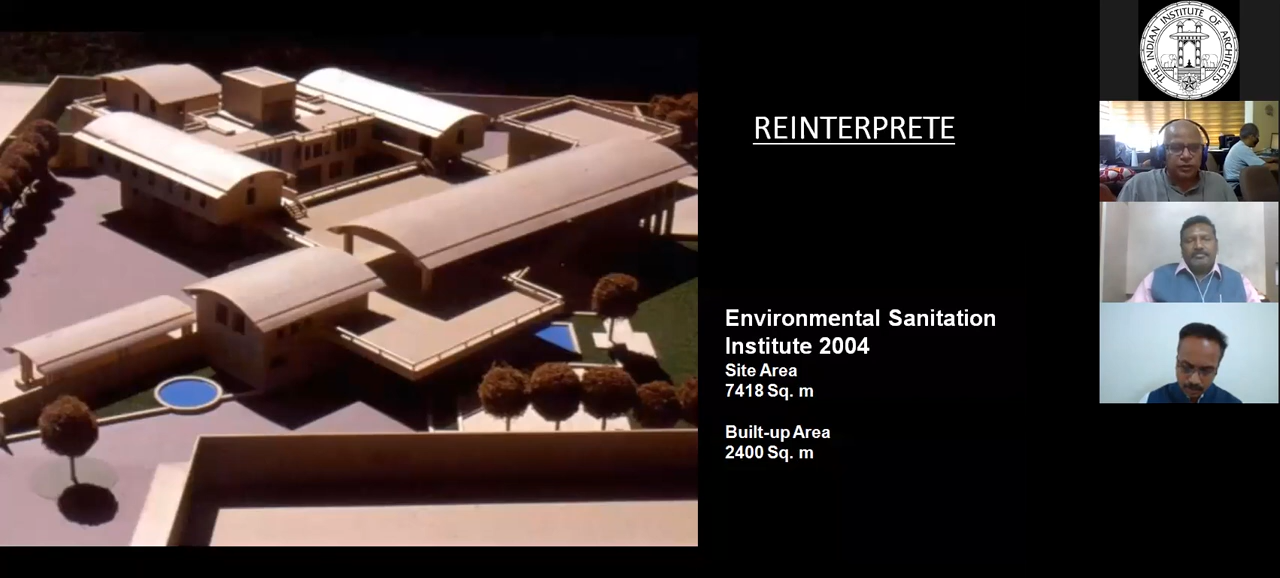 REINTERPRETE
Environmental Sanitation
Institute 2004
Site Area
7418 Sq. m
Built-up Area
2400 Sq. m
THE INDIAN INSTITUTE OF ARCHITECTS